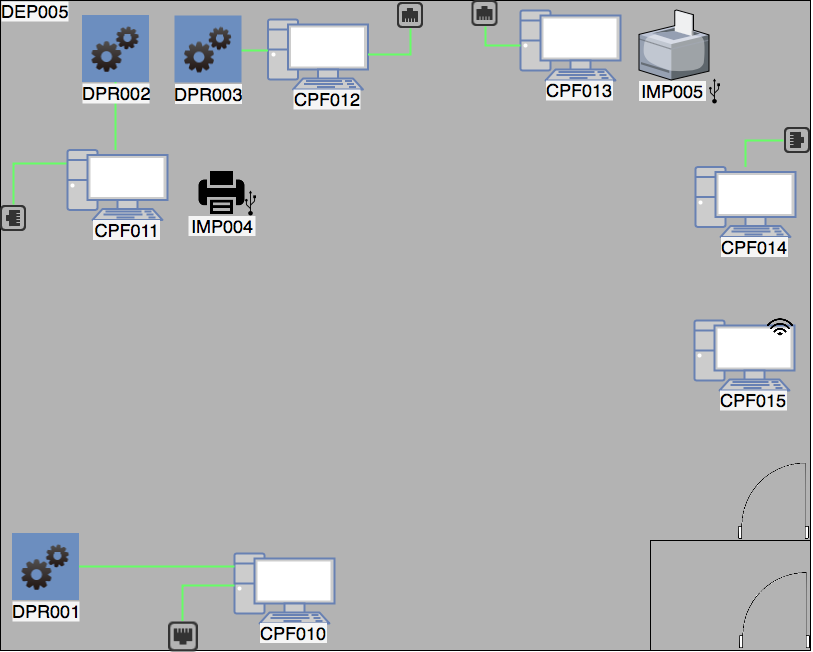 DEP005
DPR002
DPR003
CPF012
CPF013
IMP005
CPF011
IMP004
CPF014
CPF015
DPR001
CPF010